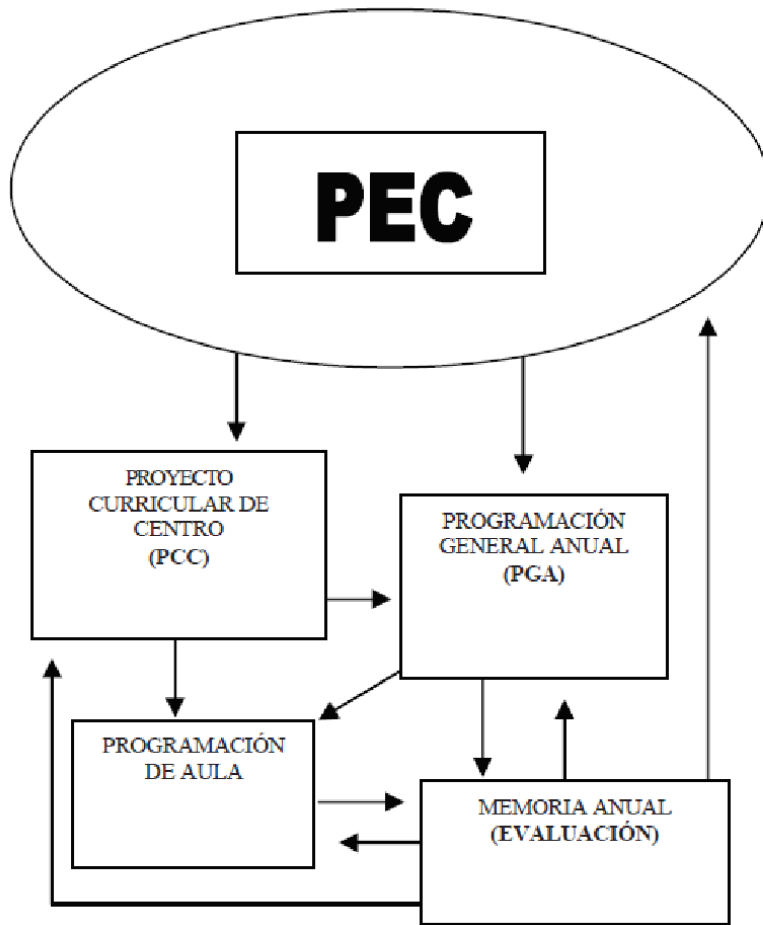 PEC
PROYECTO
CURRICULAR DE
CENTRO
(PCC)
PROGRAMACIÓN
GENERAL ANUAL
(PGA)
PROGRAMACIÓN
DE AULA
MEMORIA ANUAL
(EVALUACIÓN)